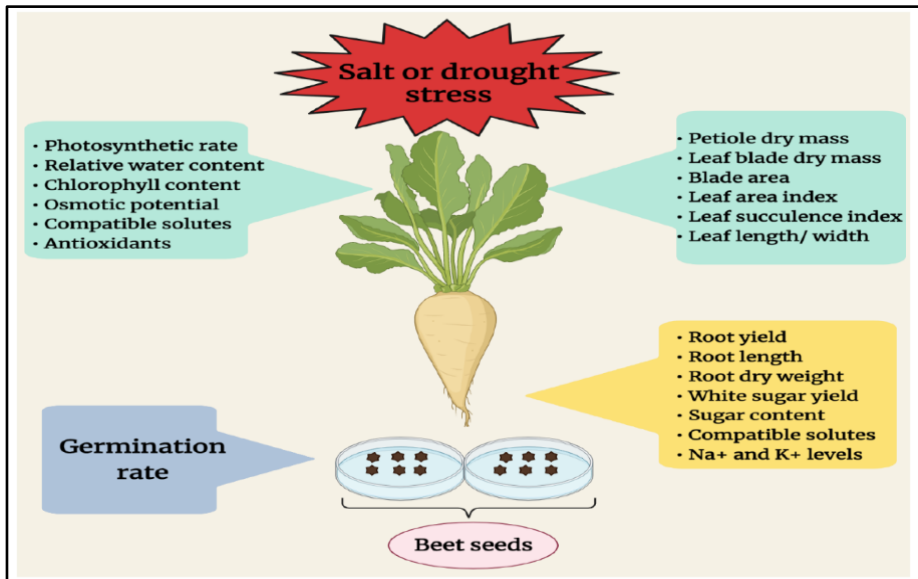 Salt or drought
stress
· Photosynthetic rate
· Relative water content
· Chlorophyll content
· Osmotic potential
· Compatible solutes
· Antioxidants
· Petiole dry mass
· Leaf blade dry mass
· Blade area
· Leaf area index
· Leaf succulence index
· Leaf length/ width
· Root yield
· Root length
· Root dry weight
· White sugar yield
· Sugar content
· Compatible solutes
· Na+ and K+ levels
Germination
rate
Beet seeds